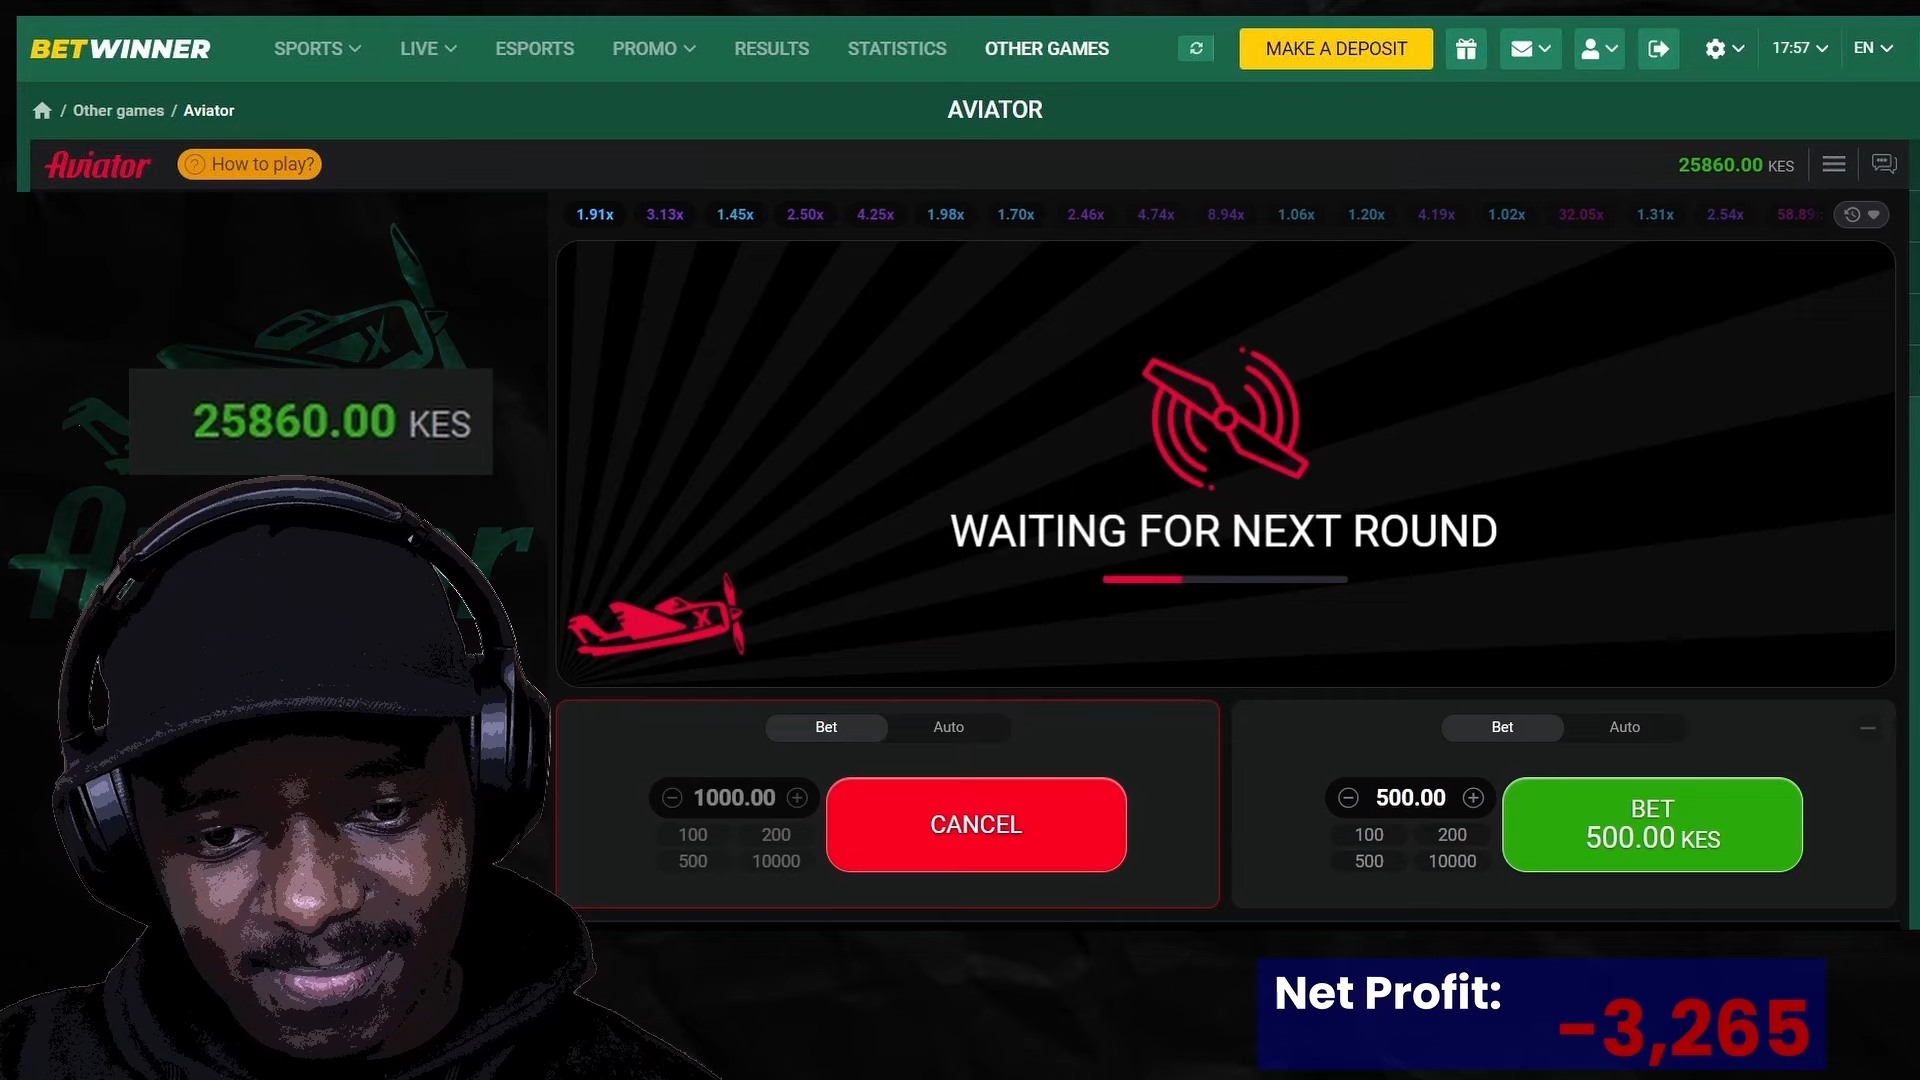 BETWINNER SPORTS LIVE ESPORTS PROMO RESULTS STATISTICS OTHER GAMES MAKE A DEPOSIT 17:57 EN
/ Other games / Aviator
AVIATOR
Aviator ? How to play? 25860.00 KES
1.91x 3.13x 1.45x 2.50x 4.25x 1.98x 1.70x 2.46x 4.74x 8.94x 1.06x 1.20x 4.19x 1.02x 32.05x 1.31x 2.54x 58.89x
X
25860.00 KES
WAITING FOR NEXT ROUND
X
Bet Auto
1000.00
100 200
500 10000
CANCEL
Bet Auto
500.00
100 200
500 10000
BET
500.00 KES
Net Profit:
-3,265